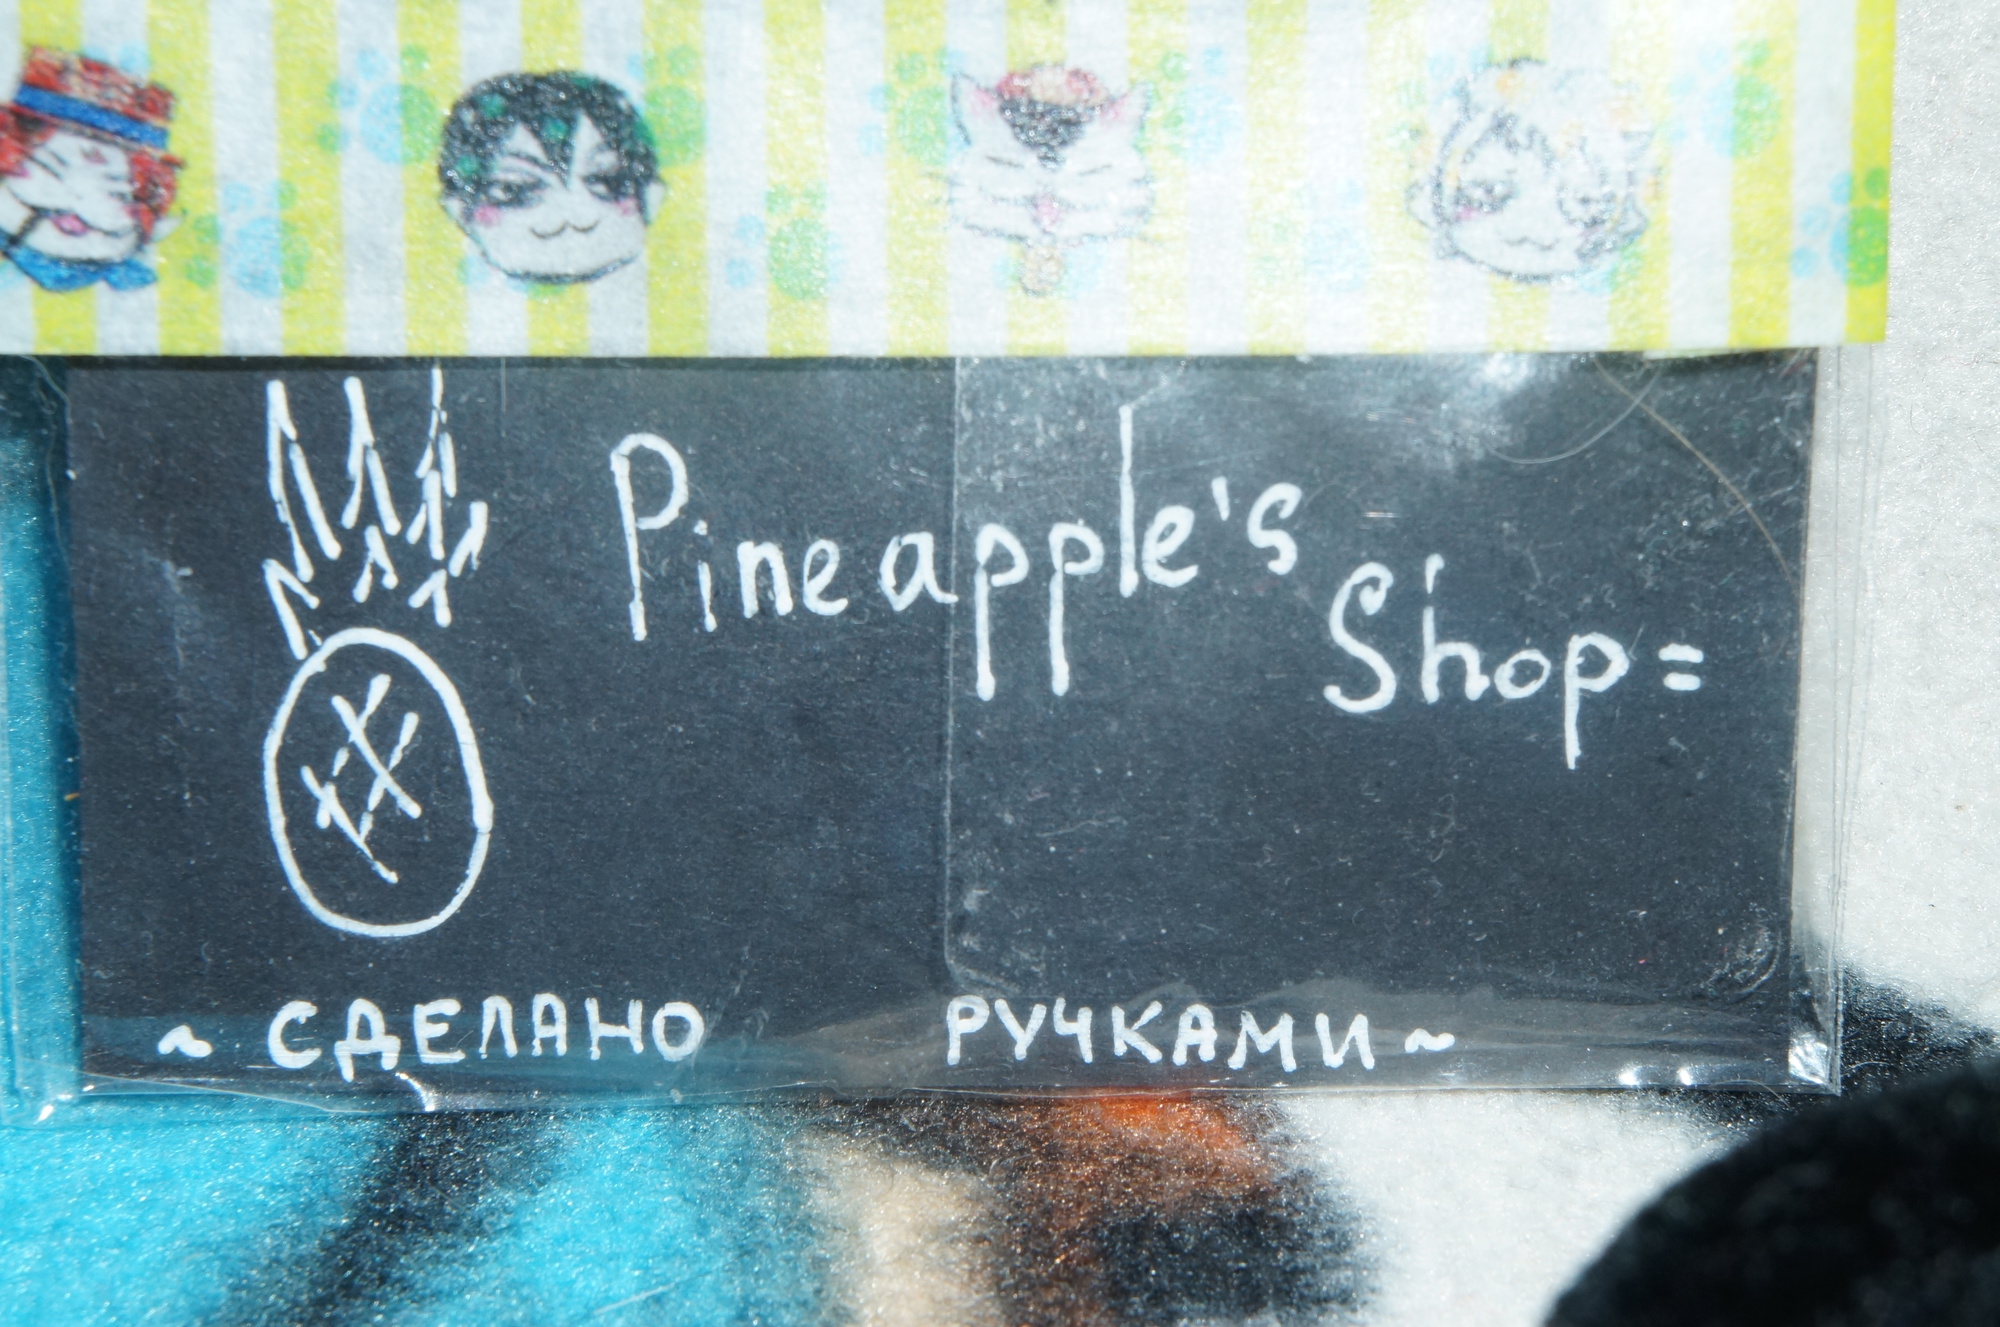 Pineapple's
Shop=
~ СДЕЛАНО РУЧКАМИ ~